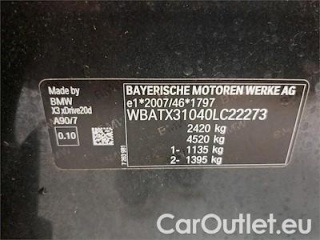 Made by
BMW
X3 xDrive20d
A90/7
0.10
BAYERISCHE MOTOREN WERKE AG
e1*2007/46*1797
WBATX31040LC22273
2420 kg
4520 kg
1- 1135 kg
2- 1395 kg
CarOutlet.eu